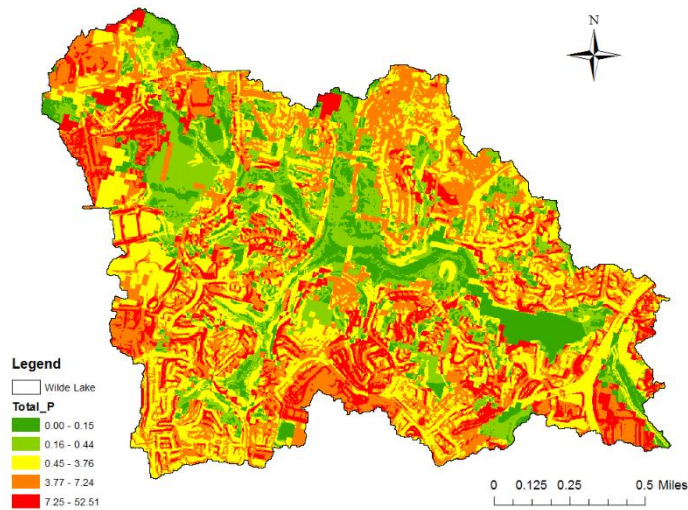 N
Legend
Wilde Lake
Total_P
0.00 - 0.15
0.16 - 0.44
0.45 - 3.76
3.77 - 7.24
7.25 - 52.51
0 0.125 0.25 0.5 Miles